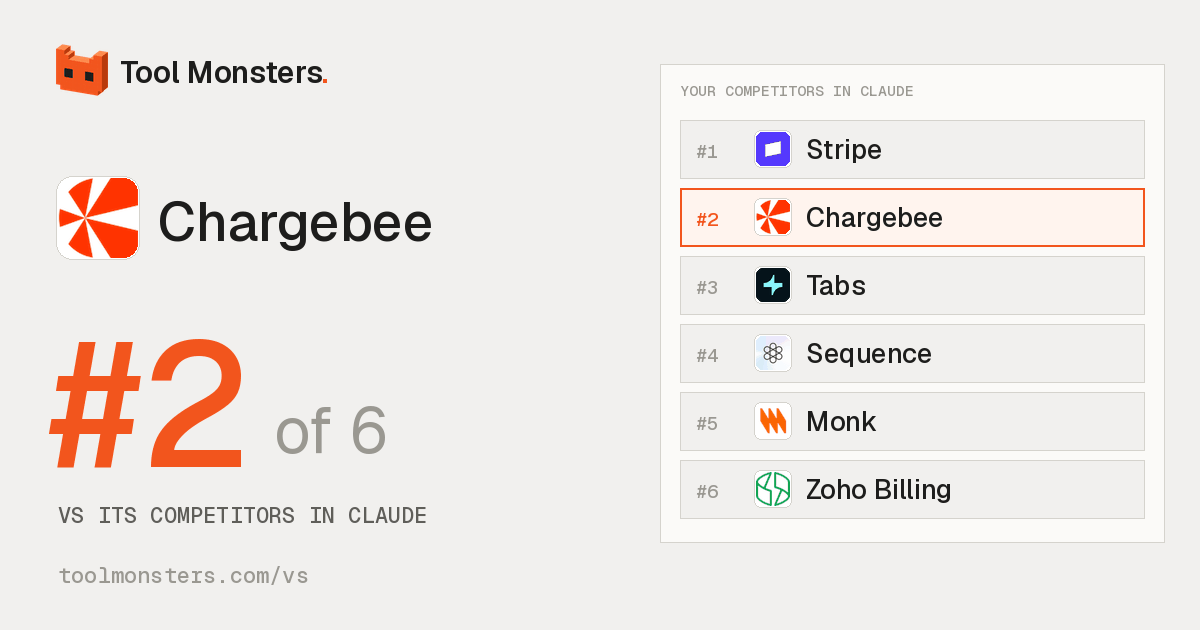 Tool Monsters.
Chargebee
#2 of 6
VS ITS COMPETITORS IN CLAUDE
toolmonsters.com/vs
YOUR COMPETITORS IN CLAUDE
#1 Stripe
#2 Chargebee
#3 Tabs
#4 Sequence
#5 Monk
#6 Zoho Billing